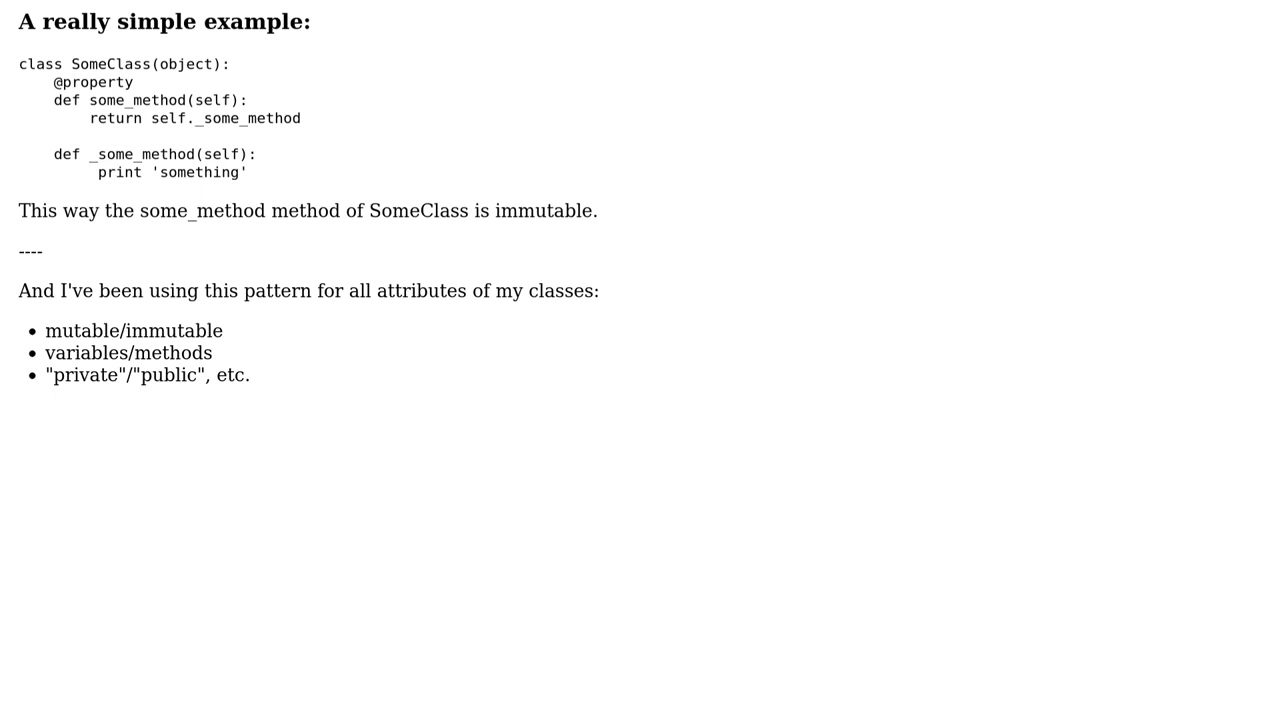 A really simple example:
class SomeClass(object):
    @property
    def some_method(self):
        return self._some_method

    def _some_method(self):
         print 'something'
This way the some_method method of SomeClass is immutable.
----
And I've been using this pattern for all attributes of my classes:
• mutable/immutable
• variables/methods
• "private"/"public", etc.